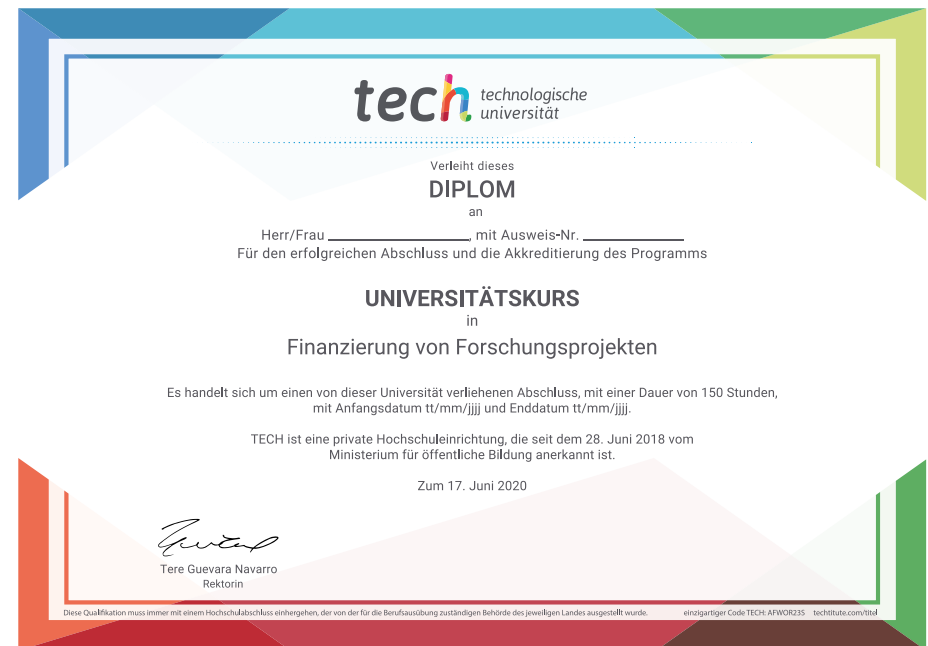 tech technologische
universität
Verleiht dieses
DIPLOM
an
Herr/Frau ____________________, mit Ausweis-Nr. ______________
Für den erfolgreichen Abschluss und die Akkreditierung des Programms
UNIVERSITÄTSKURS
in
Finanzierung von Forschungsprojekten
Es handelt sich um einen von dieser Universität verliehenen Abschluss, mit einer Dauer von 150 Stunden,
mit Anfangsdatum tt/mm/jjjj und Enddatum tt/mm/jjjj.
TECH ist eine private Hochschuleinrichtung, die seit dem 28. Juni 2018 vom
Ministerium für öffentliche Bildung anerkannt ist.
Zum 17. Juni 2020
Tere Guevara Navarro
Rektorin
Diese Qualifikation muss immer mit einem Hochschulabschluss einhergehen, der von der für die Berufsausübung zuständigen Behörde des jeweiligen Landes ausgestellt wurde. einzigartiger Code TECH: AFWOR23S techtitute.com/titel